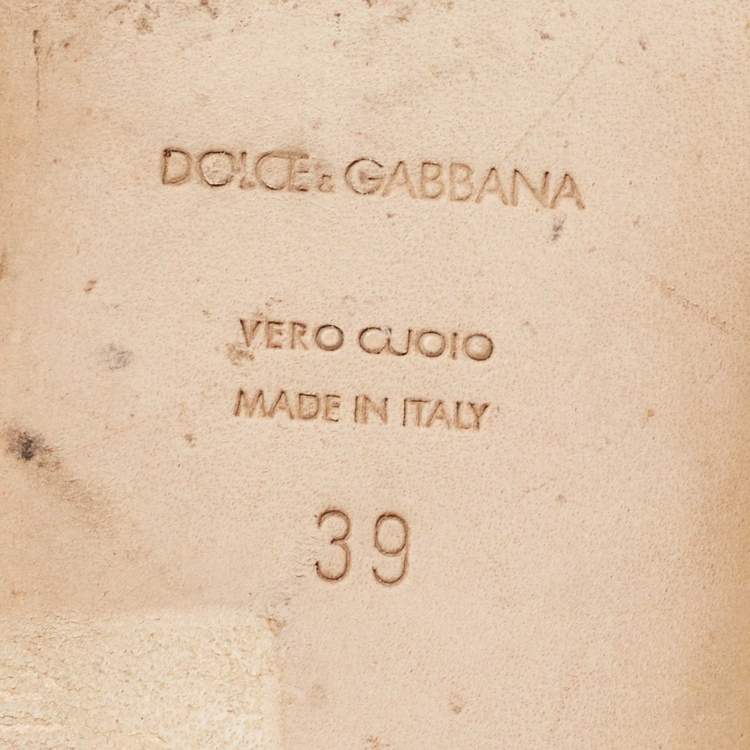 DOLCE & GABBANA
VERO CUOIO
MADE IN ITALY
39